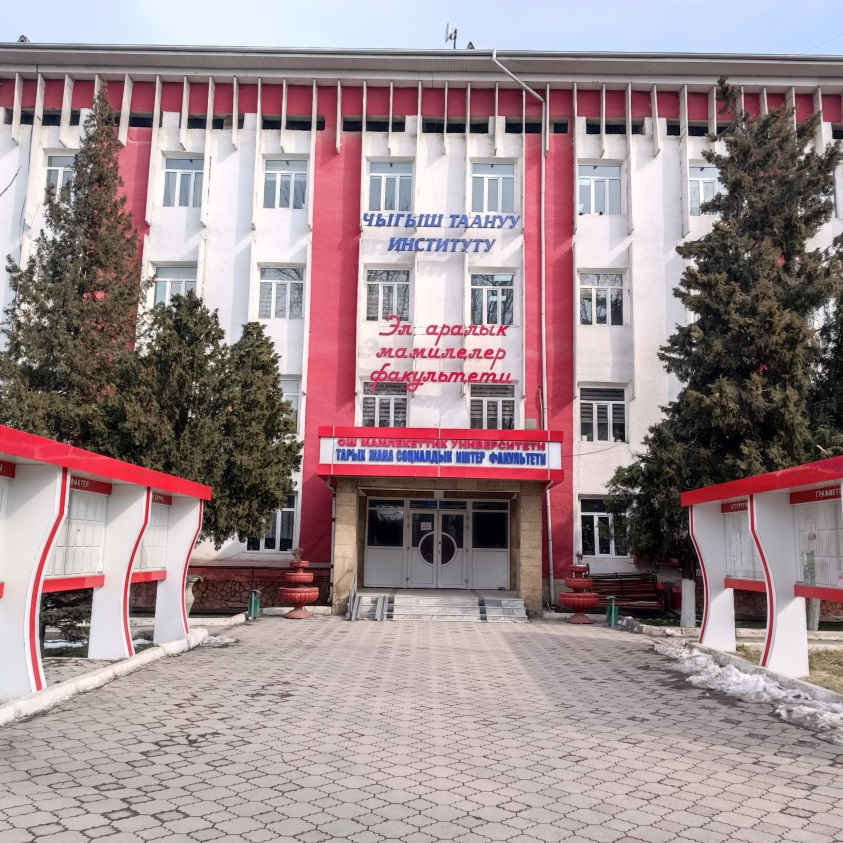 ЧЫГЫШ ТААНУУ
ИНСТИТУТУ
Эл аралык
мамилелер
факультети
ОШ МАМЛЕКЕТТИК УНИВЕРСИТЕТИ
ТАРЫХ ЖАНА СОЦИАЛДЫК ИШТЕР ФАКУЛЬТЕТИ